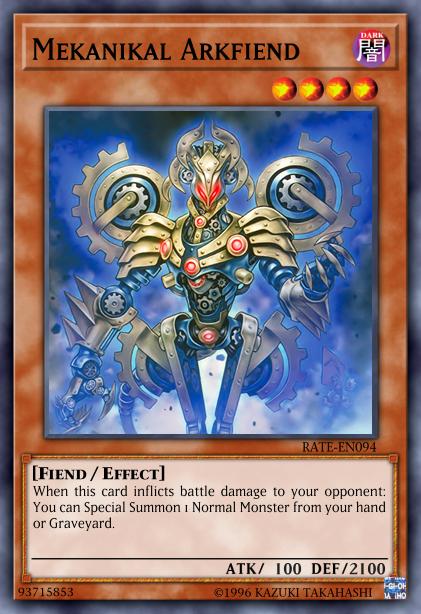 Mekanikal Arkfiend
DARK
闇
RATE-EN094
[Fiend / Effect]
When this card inflicts battle damage to your opponent:
You can Special Summon 1 Normal Monster from your hand
or Graveyard.
ATK/ 100 DEF/2100
93715853
©1996 KAZUKI TAKAHASHI